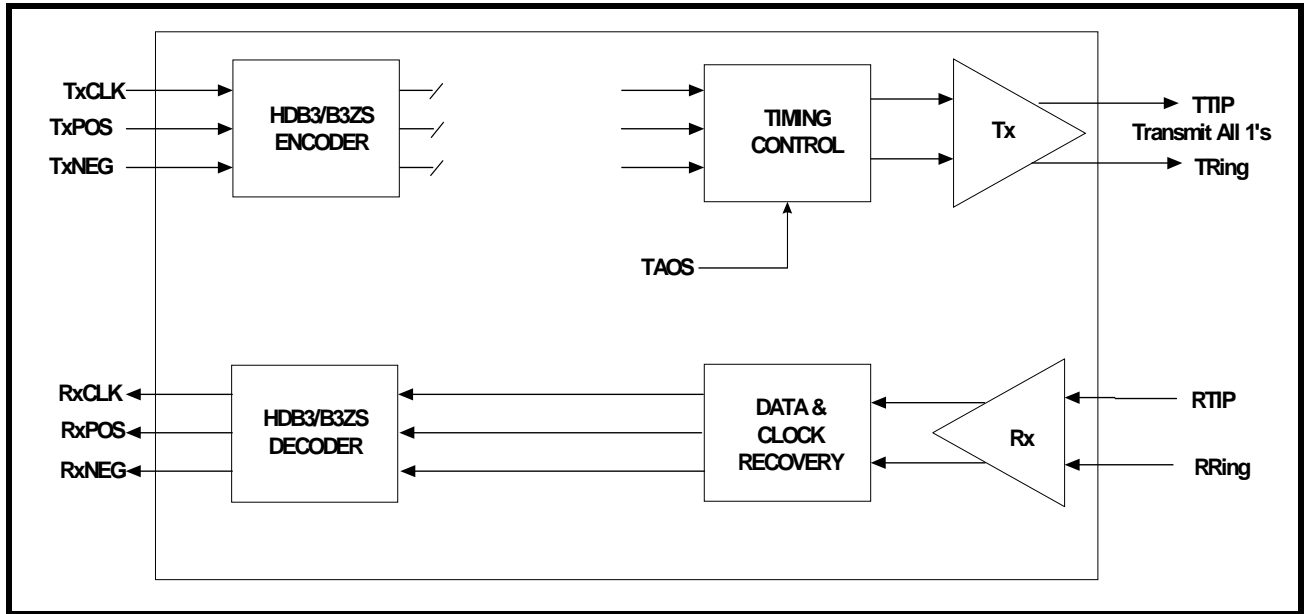 TxCLK
TxPOS
TxNEG
HDB3/B3ZS
ENCODER
TIMING
CONTROL
Tx
TTIP
Transmit All 1's
TRing
TAOS
RxCLK
RxPOS
RxNEG
HDB3/B3ZS
DECODER
DATA &
CLOCK
RECOVERY
Rx
RTIP
RRing